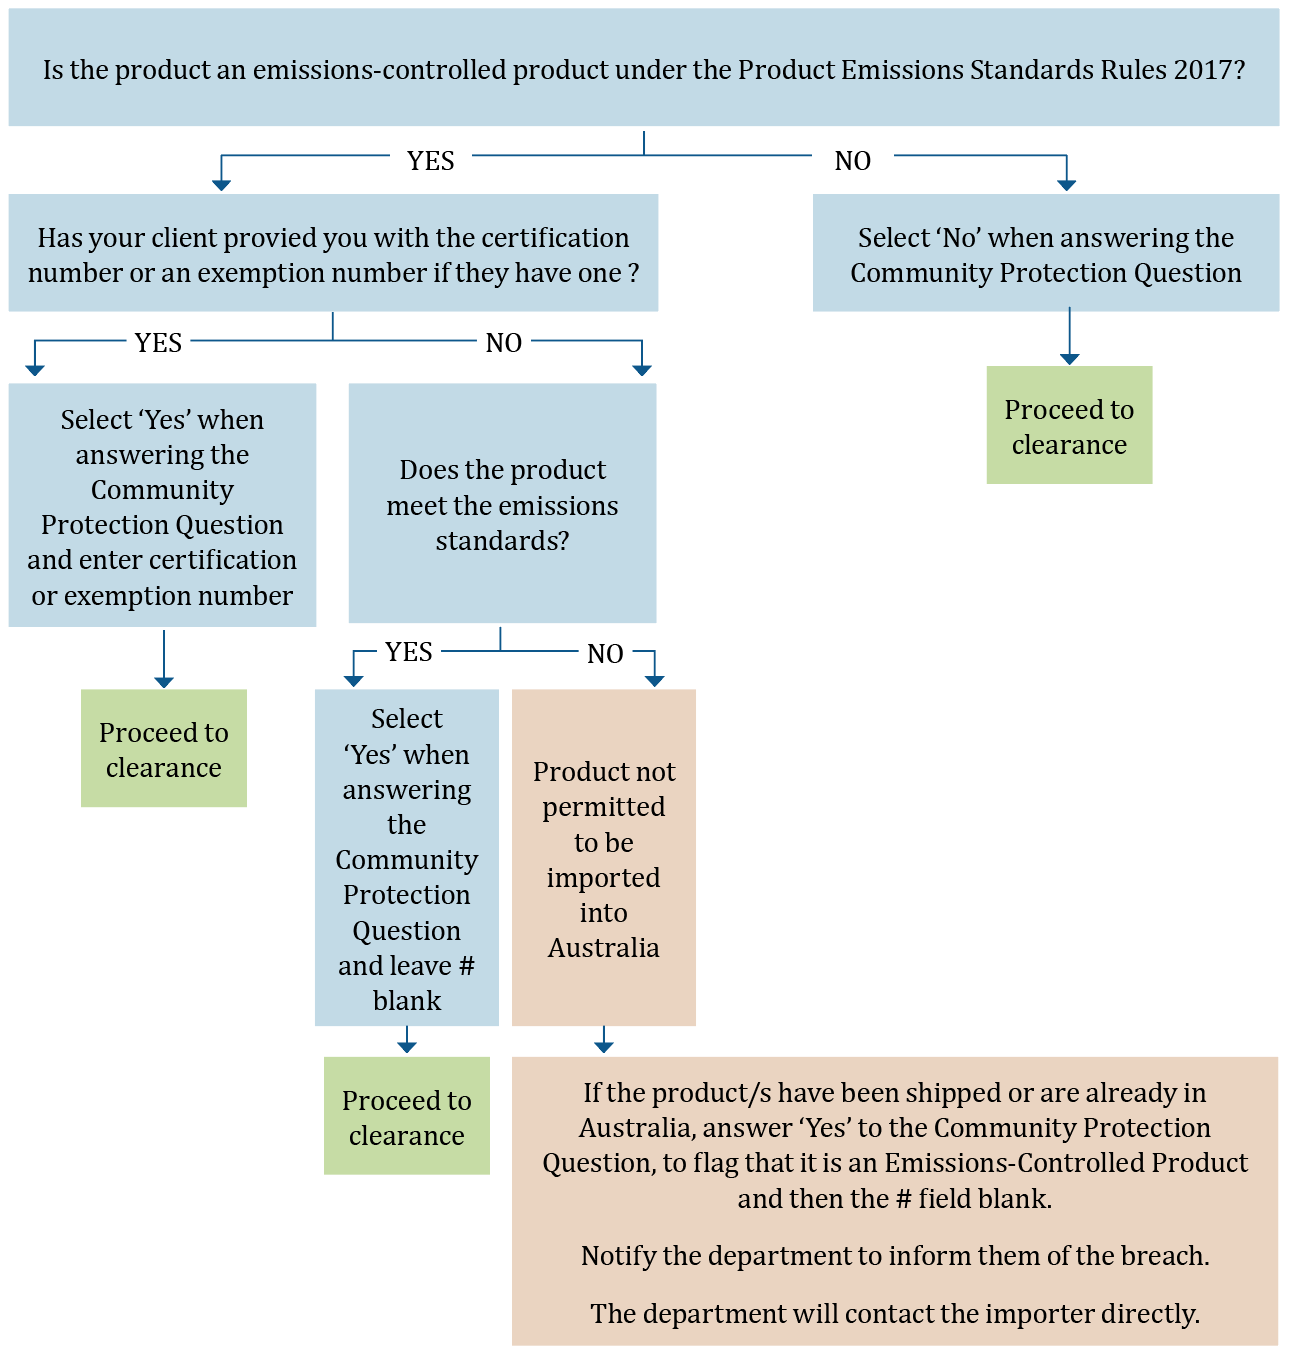 Is the product an emissions-controlled product under the Product Emissions Standards Rules 2017?
YES
NO
Has your client provied you with the certification
number or an exemption number if they have one ?
Select ‘No’ when answering the
Community Protection Question
YES
NO
Proceed to
clearance
Select ‘Yes’ when
answering the
Community
Protection Question
and enter certification
or exemption number
Does the product
meet the emissions
standards?
YES
NO
Proceed to
clearance
Select
‘Yes’ when
answering
the
Community
Protection
Question
and leave #
blank
Product not
permitted
to be
imported
into
Australia
Proceed to
clearance
If the product/s have been shipped or are already in
Australia, answer ‘Yes’ to the Community Protection
Question, to flag that it is an Emissions-Controlled Product
and then the # field blank.
Notify the department to inform them of the breach.
The department will contact the importer directly.